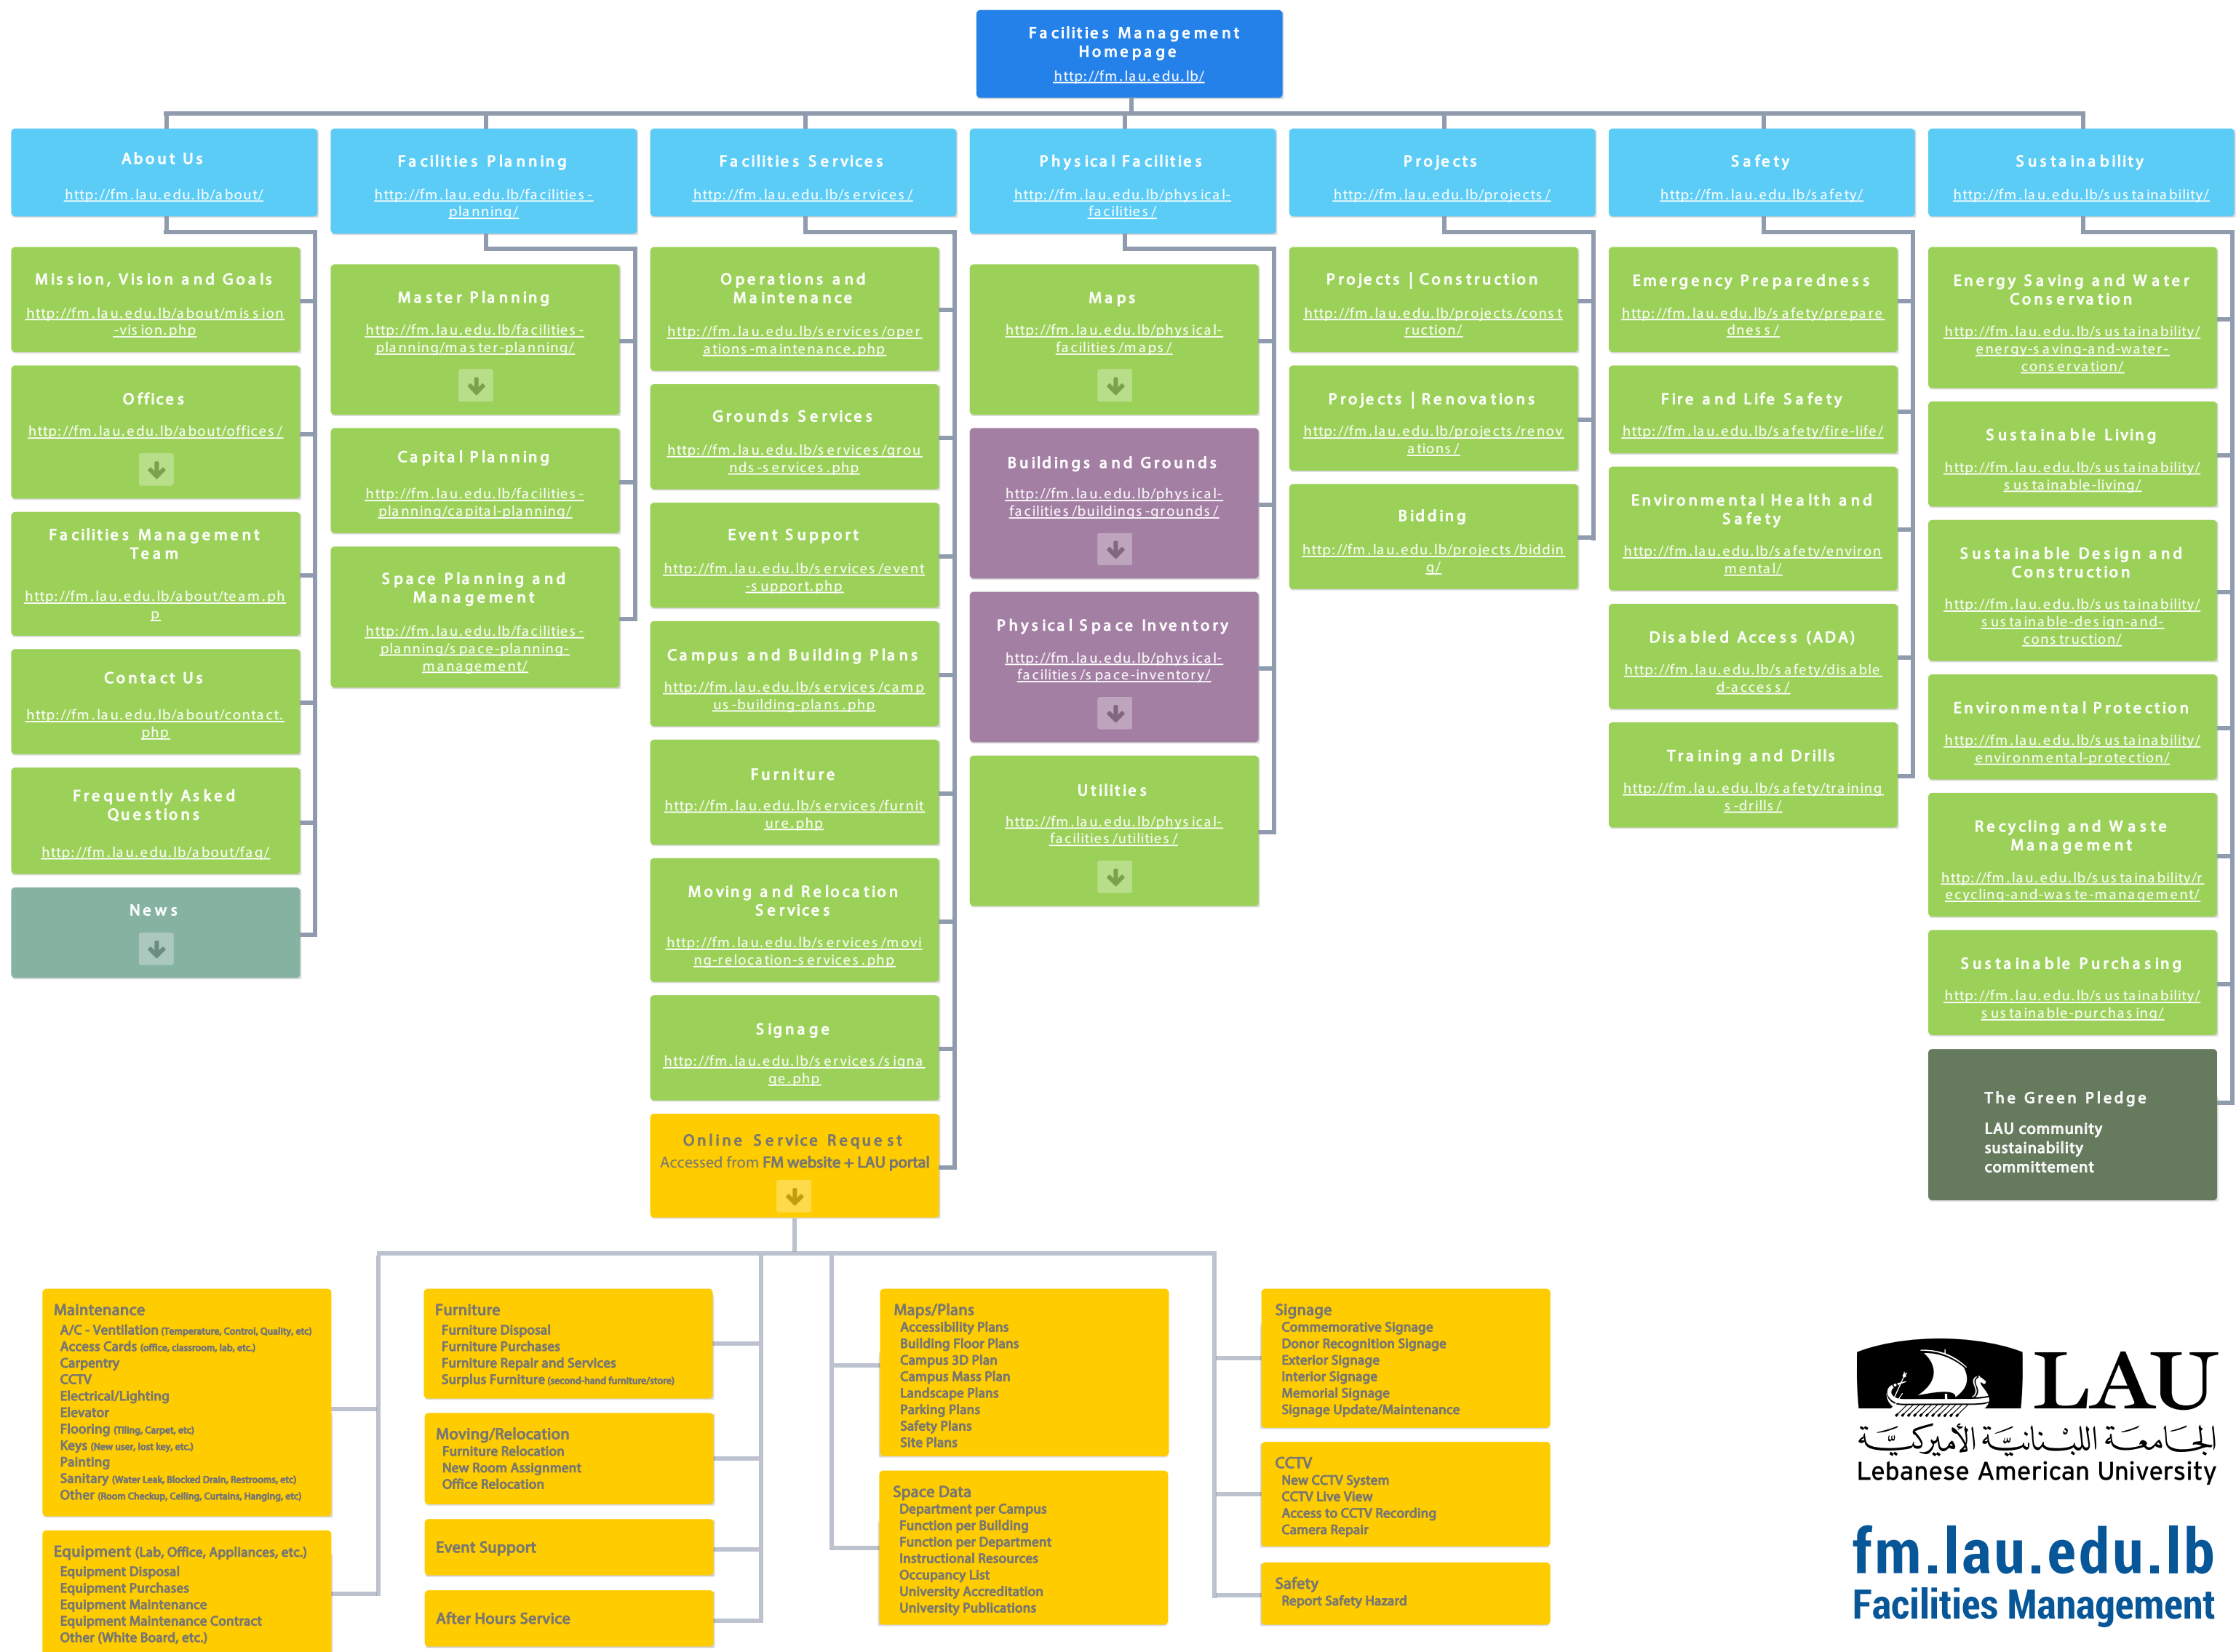 Facilities Management
Homepage
http://fm.lau.edu.lb/
About Us
http://fm.lau.edu.lb/about/
Mission, Vision and Goals
http://fm.lau.edu.lb/about/mission
-vision.php
Offices
http://fm.lau.edu.lb/about/offices/
Facilities Management
Team
http://fm.lau.edu.lb/about/team.ph
p
Contact Us
http://fm.lau.edu.lb/about/contact.
php
Frequently Asked
Questions
http://fm.lau.edu.lb/about/faq/
News
Facilities Planning
http://fm.lau.edu.lb/facilities-
planning/
Master Planning
http://fm.lau.edu.lb/facilities-
planning/master-planning/
Capital Planning
http://fm.lau.edu.lb/facilities-
planning/capital-planning/
Space Planning and
Management
http://fm.lau.edu.lb/facilities-
planning/space-planning-
management/
Facilities Services
http://fm.lau.edu.lb/services/
Operations and
Maintenance
http://fm.lau.edu.lb/services/oper
ations-maintenance.php
Grounds Services
http://fm.lau.edu.lb/services/grou
nds-services.php
Event Support
http://fm.lau.edu.lb/services/event
-support.php
Campus and Building Plans
http://fm.lau.edu.lb/services/camp
us-building-plans.php
Furniture
http://fm.lau.edu.lb/services/furnit
ure.php
Moving and Relocation
Services
http://fm.lau.edu.lb/services/movi
ng-relocation-services.php
Signage
http://fm.lau.edu.lb/services/signa
ge.php
Online Service Request
Accessed from FM website + LAU portal
Physical Facilities
http://fm.lau.edu.lb/physical-
facilities/
Maps
http://fm.lau.edu.lb/physical-
facilities/maps/
Buildings and Grounds
http://fm.lau.edu.lb/physical-
facilities/buildings-grounds/
Physical Space Inventory
http://fm.lau.edu.lb/physical-
facilities/space-inventory/
Utilities
http://fm.lau.edu.lb/physical-
facilities/utilities/
Projects
http://fm.lau.edu.lb/projects/
Projects | Construction
http://fm.lau.edu.lb/projects/const
ruction/
Projects | Renovations
http://fm.lau.edu.lb/projects/renov
ations/
Bidding
http://fm.lau.edu.lb/projects/biddin
g/
Safety
http://fm.lau.edu.lb/safety/
Emergency Preparedness
http://fm.lau.edu.lb/safety/prepare
dness/
Fire and Life Safety
http://fm.lau.edu.lb/safety/fire-life/
Environmental Health and
Safety
http://fm.lau.edu.lb/safety/environ
mental/
Disabled Access (ADA)
http://fm.lau.edu.lb/safety/disable
d-access/
Training and Drills
http://fm.lau.edu.lb/safety/training
s-drills/
Sustainability
http://fm.lau.edu.lb/sustainability/
Energy Saving and Water
Conservation
http://fm.lau.edu.lb/sustainability/
energy-saving-and-water-
conservation/
Sustainable Living
http://fm.lau.edu.lb/sustainability/
sustainable-living/
Sustainable Design and
Construction
http://fm.lau.edu.lb/sustainability/
sustainable-design-and-
construction/
Environmental Protection
http://fm.lau.edu.lb/sustainability/
environmental-protection/
Recycling and Waste
Management
http://fm.lau.edu.lb/sustainability/r
ecycling-and-waste-management/
Sustainable Purchasing
http://fm.lau.edu.lb/sustainability/
sustainable-purchasing/
The Green Pledge
LAU community
sustainability
committement
Maintenance
A/C - Ventilation (Temperature, Control, Quality, etc)
Access Cards (office, classroom, lab, etc.)
Carpentry
CCTV
Electrical/Lighting
Elevator
Flooring (Tiling, Carpet, etc)
Keys (New user, lost key, etc.)
Painting
Sanitary (Water Leak, Blocked Drain, Restrooms, etc)
Other (Room Checkup, Ceiling, Curtains, Hanging, etc)
Equipment (Lab, Office, Appliances, etc.)
Equipment Disposal
Equipment Purchases
Equipment Maintenance
Equipment Maintenance Contract
Other (White Board, etc.)
Furniture
Furniture Disposal
Furniture Purchases
Furniture Repair and Services
Surplus Furniture (second-hand furniture/store)
Moving/Relocation
Furniture Relocation
New Room Assignment
Office Relocation
Event Support
After Hours Service
Maps/Plans
Accessibility Plans
Building Floor Plans
Campus 3D Plan
Campus Mass Plan
Landscape Plans
Parking Plans
Safety Plans
Site Plans
Space Data
Department per Campus
Function per Building
Function per Department
Instructional Resources
Occupancy List
University Accreditation
University Publications
Signage
Commemorative Signage
Donor Recognition Signage
Exterior Signage
Interior Signage
Memorial Signage
Signage Update/Maintenance
CCTV
New CCTV System
CCTV Live View
Access to CCTV Recording
Camera Repair
Safety
Report Safety Hazard
LAU
الجَامعَة اللبْنانيَّة الأميركيَّة
Lebanese American University
fm.lau.edu.lb
Facilities Management